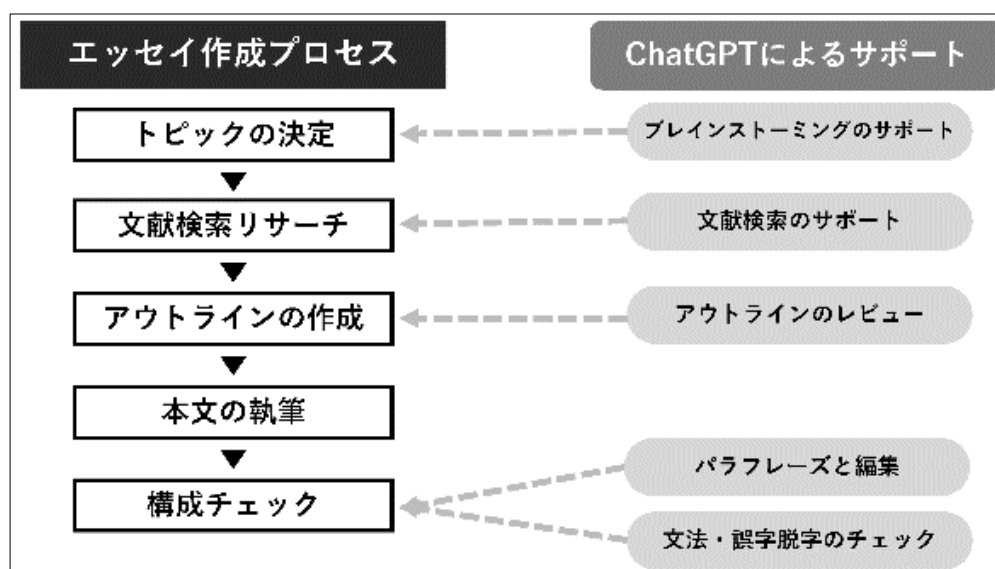 エッセイ作成プロセス
ChatGPTによるサポート
トピックの決定
ブレインストーミングのサポート
文献検索リサーチ
文献検索のサポート
アウトラインの作成
アウトラインのレビュー
本文の執筆
パラフレーズと編集
構成チェック
文法・誤字脱字のチェック